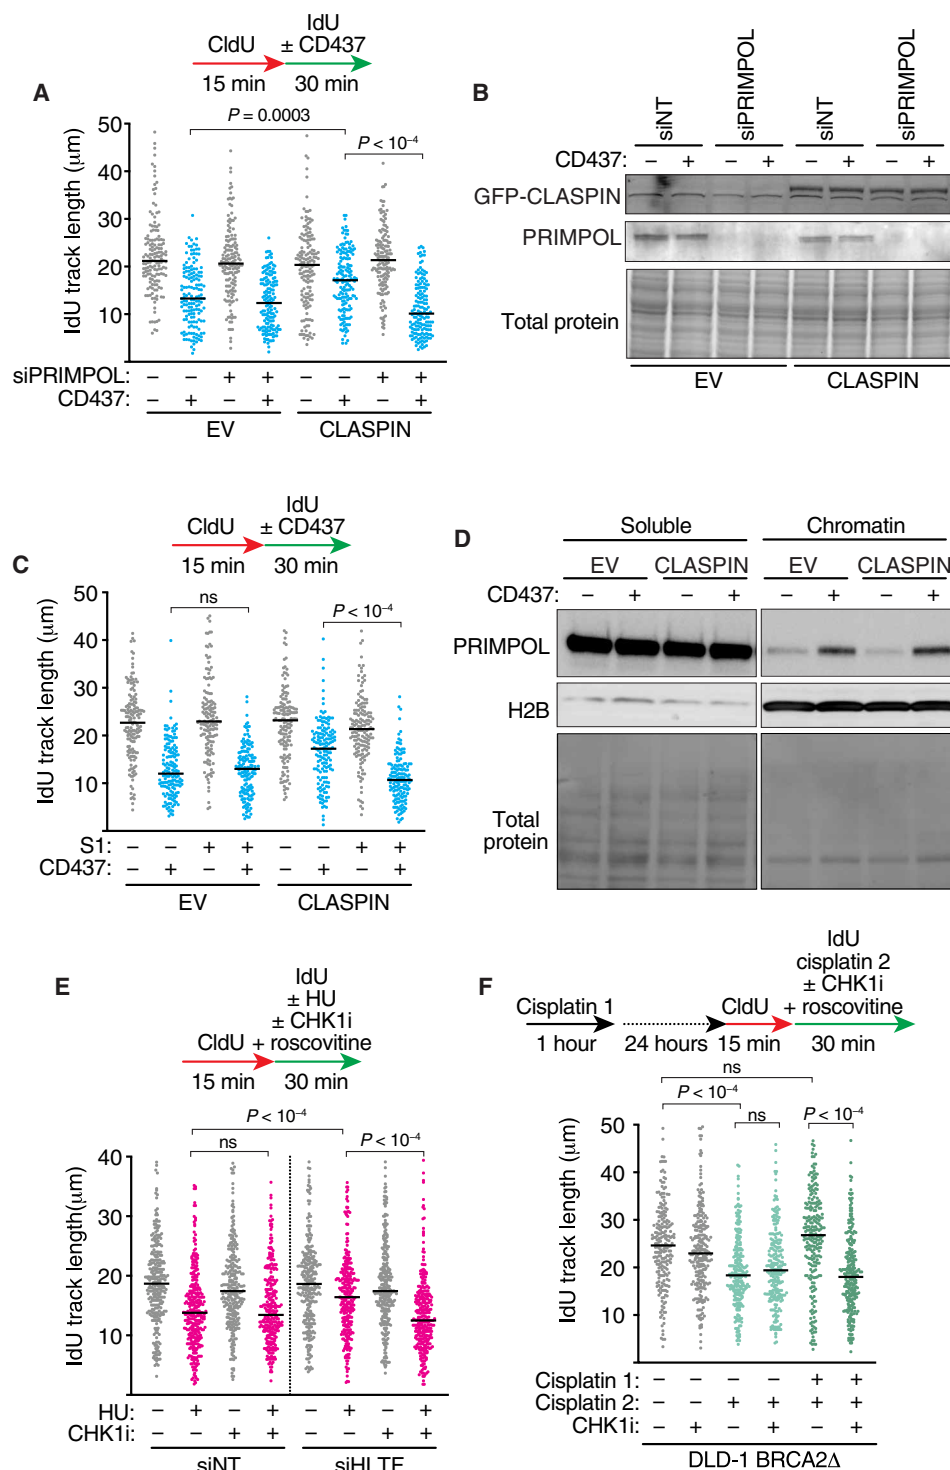 A
CldU
IdU
± CD437
15 min
30 min
P = 0.0003
P < 10⁻⁴
IdU track length (μm)
50
40
30
20
10
siPRIMPOL: – – + + – – + +
CD437: – + – + – + – +
EV
CLASPIN
B
siNT
siPRIMPOL
siNT
siPRIMPOL
CD437: – + – + – + – +
GFP-CLASPIN
PRIMPOL
Total protein
EV
CLASPIN
C
CldU
IdU
± CD437
15 min
30 min
ns
P < 10⁻⁴
IdU track length (μm)
50
40
30
20
10
S1: – – + + – – + +
CD437: – + – + – + – +
EV
CLASPIN
D
Soluble
Chromatin
EV
CLASPIN
EV
CLASPIN
CD437: – + – + – + – +
PRIMPOL
H2B
Total
protein
E
IdU
± HU
± CHK1i
CldU + roscovitine
15 min
30 min
P < 10⁻⁴
ns
P < 10⁻⁴
IdU track length(μm)
40
30
20
10
HU: – + – + – + – +
CHK1i: – – + + – – + +
siNT
siHLTF
F
IdU
cisplatin 2
± CHK1i
Cisplatin 1
CldU + roscovitine
1 hour
24 hours
15 min
30 min
ns
P < 10⁻⁴
ns
P < 10⁻⁴
IdU track length (μm)
50
40
30
20
10
Cisplatin 1: – – – – + +
Cisplatin 2: – – + + + +
CHK1i: – + – + – +
DLD-1 BRCA2Δ